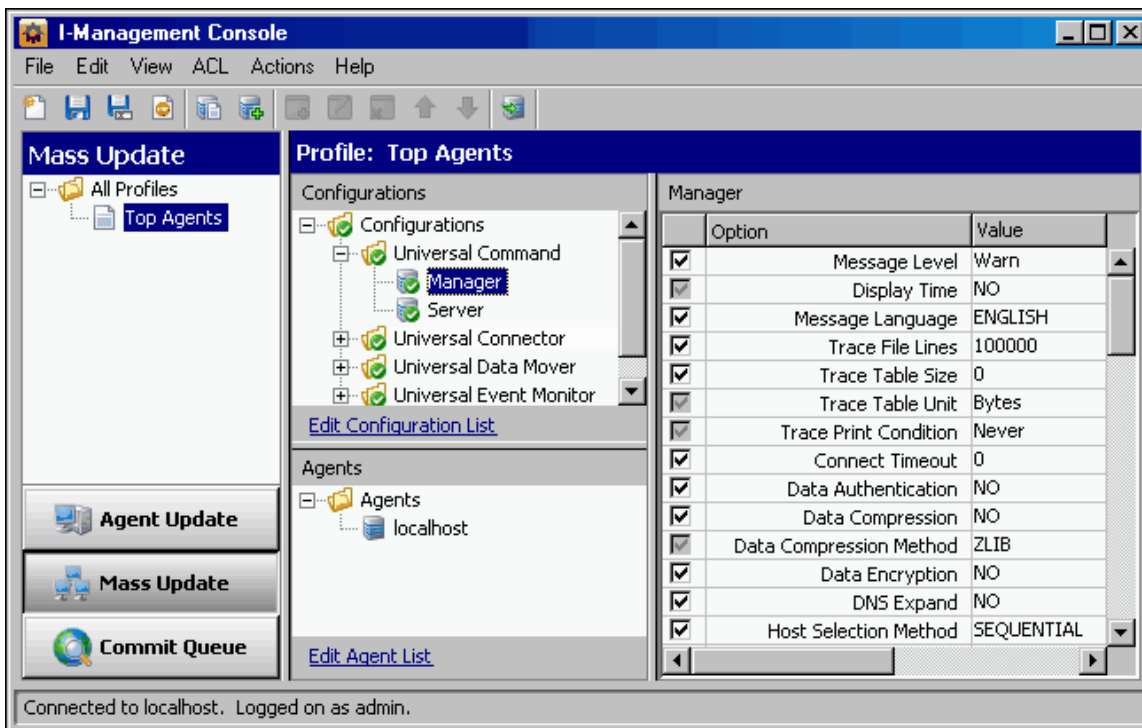 I-Management Console
File Edit View ACL Actions Help
Mass Update
All Profiles
Top Agents
Agent Update
Mass Update
Commit Queue
Profile: Top Agents
Configurations
Configurations
Universal Command
Manager
Server
Universal Connector
Universal Data Mover
Universal Event Monitor
Edit Configuration List
Agents
Agents
localhost
Edit Agent List
Manager
Option Value
Message Level Warn
Display Time NO
Message Language ENGLISH
Trace File Lines 100000
Trace Table Size 0
Trace Table Unit Bytes
Trace Print Condition Never
Connect Timeout 0
Data Authentication NO
Data Compression NO
Data Compression Method ZLIB
Data Encryption NO
DNS Expand NO
Host Selection Method SEQUENTIAL
Connected to localhost. Logged on as admin.